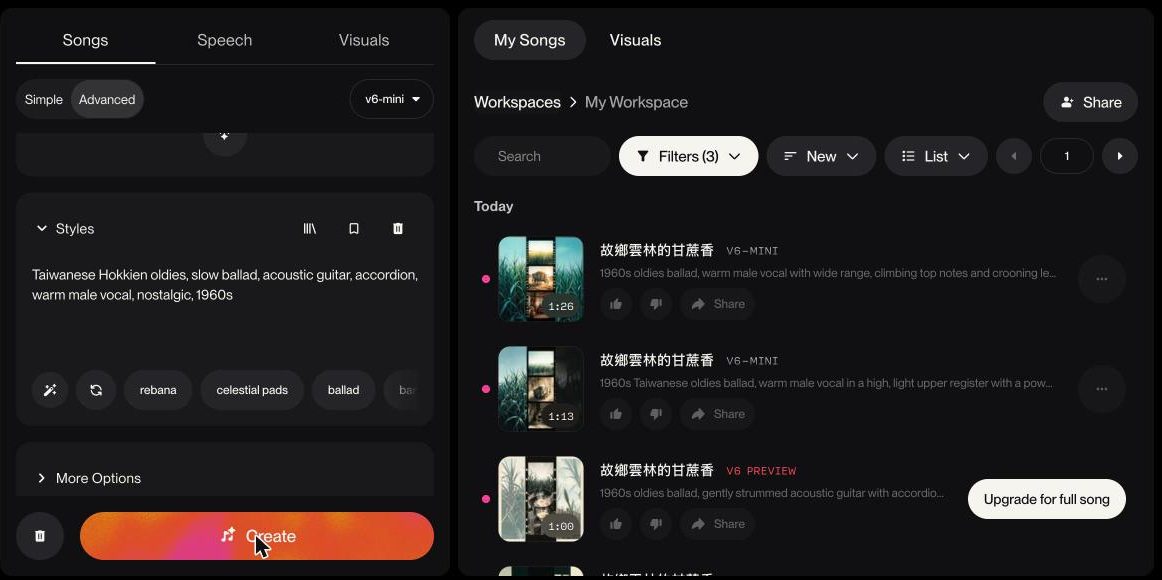 Songs
Speech
Visuals
Simple
Advanced
v6-mini
Styles
Taiwanese Hokkien oldies, slow ballad, acoustic guitar, accordion,
warm male vocal, nostalgic, 1960s
rebana
celestial pads
ballad
More Options
Create
My Songs
Visuals
Workspaces > My Workspace
Share
Search
Filters (3)
New
List
1
Today
故鄉雲林的甘蔗香 V6-MINI
1960s oldies ballad, warm male vocal with wide range, climbing top notes and crooning le...
1:26
Share
故鄉雲林的甘蔗香 V6-MINI
1960s Taiwanese oldies ballad, warm male vocal in a high, light upper register with a pow...
1:13
Share
故鄉雲林的甘蔗香 V6 PREVIEW
1960s oldies ballad, gently strummed acoustic guitar with accordio...
1:00
Share
Upgrade for full song